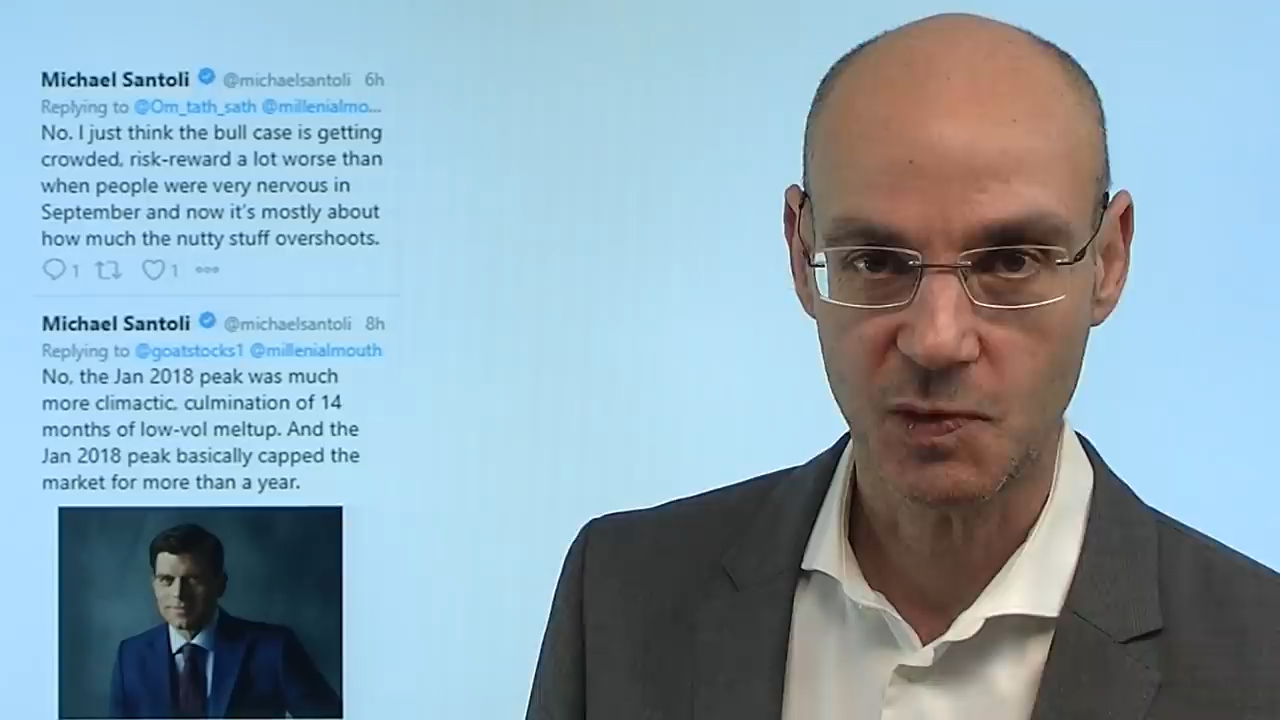 Michael Santoli @michaelsantoli 6h
Replying to @Om_tath_sath @millenialmo...
No. I just think the bull case is getting
crowded, risk-reward a lot worse than
when people were very nervous in
September and now it's mostly about
how much the nutty stuff overshoots.
1 1
Michael Santoli @michaelsantoli 8h
Replying to @goatstocks1 @millenialmouth
No, the Jan 2018 peak was much
more climactic, culmination of 14
months of low-vol meltup. And the
Jan 2018 peak basically capped the
market for more than a year.